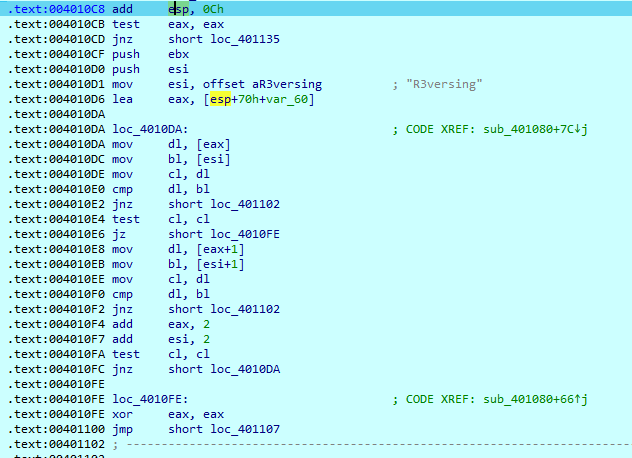 .text:004010C8 add     esp, 0Ch
.text:004010CB test    eax, eax
.text:004010CD jnz     short loc_401135
.text:004010CF push    ebx
.text:004010D0 push    esi
.text:004010D1 mov     esi, offset aR3versing          ; "R3versing"
.text:004010D6 lea     eax, [esp+70h+var_60]
.text:004010DA
.text:004010DA loc_4010DA:                             ; CODE XREF: sub_401080+7C↓j
.text:004010DA mov     dl, [eax]
.text:004010DC mov     bl, [esi]
.text:004010DE mov     cl, dl
.text:004010E0 cmp     dl, bl
.text:004010E2 jnz     short loc_401102
.text:004010E4 test    cl, cl
.text:004010E6 jz      short loc_4010FE
.text:004010E8 mov     dl, [eax+1]
.text:004010EB mov     bl, [esi+1]
.text:004010EE mov     cl, dl
.text:004010F0 cmp     dl, bl
.text:004010F2 jnz     short loc_401102
.text:004010F4 add     eax, 2
.text:004010F7 add     esi, 2
.text:004010FA test    cl, cl
.text:004010FC jnz     short loc_4010DA
.text:004010FE
.text:004010FE loc_4010FE:                             ; CODE XREF: sub_401080+66↑j
.text:004010FE xor     eax, eax
.text:00401100 jmp     short loc_401107
.text:00401102 ; ---------------------------------------------------------------